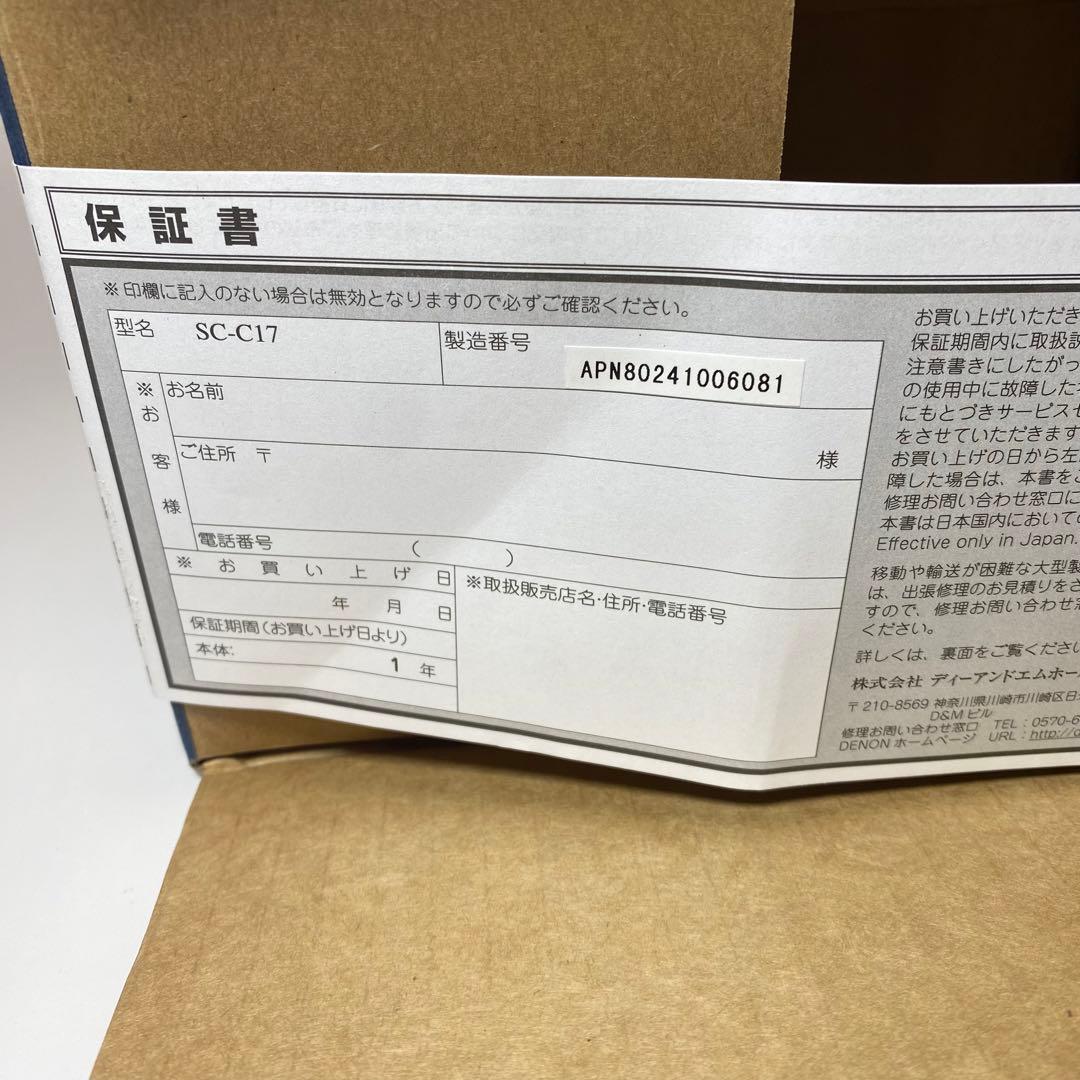 保証書
※印欄に記入のない場合は無効となりますので必ずご確認ください。
型名 SC-C17
製造番号 APN80241006081
※お客様
お名前
様
ご住所 〒
電話番号 ( )
※お買い上げ日
年 月 日
保証期間(お買い上げ日より)
本体: 1 年
※取扱販売店名・住所・電話番号
お買い上げいただき
保証期間内に取扱説
注意書きにしたがっ
の使用中に故障した
にもとづきサービスセ
をさせていただきます
お買い上げの日から左
障した場合は、本書を
修理お問い合わせ窓口に
本書は日本国内においての
Effective only in Japan.
移動や輸送が困難な大型製
は、出張修理のお見積りをさ
すので、修理お問い合わせ窓
ください。
詳しくは、裏面をご覧ください
株式会社 ディーアンドエムホー
〒210-8569 神奈川県川崎市川崎区日
D&Mビル
修理お問い合わせ窓口 TEL : 0570-6
DENON ホームページ URL : http://d